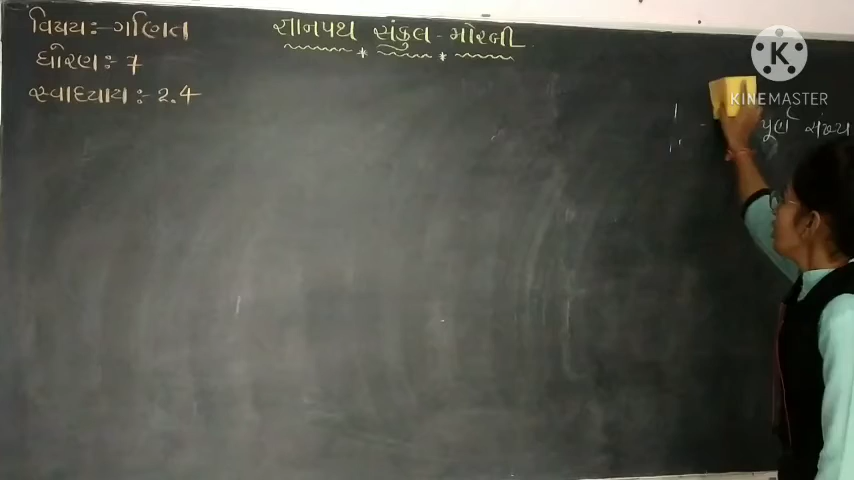 વિષય:- ગણિત
જ્ઞાનપથ સંકુલ - મોરબી
ધોરણ:- 7
સ્વાધ્યાય:- 2.4
K
KINEMASTER
પૂર્ણ સંખ્યા